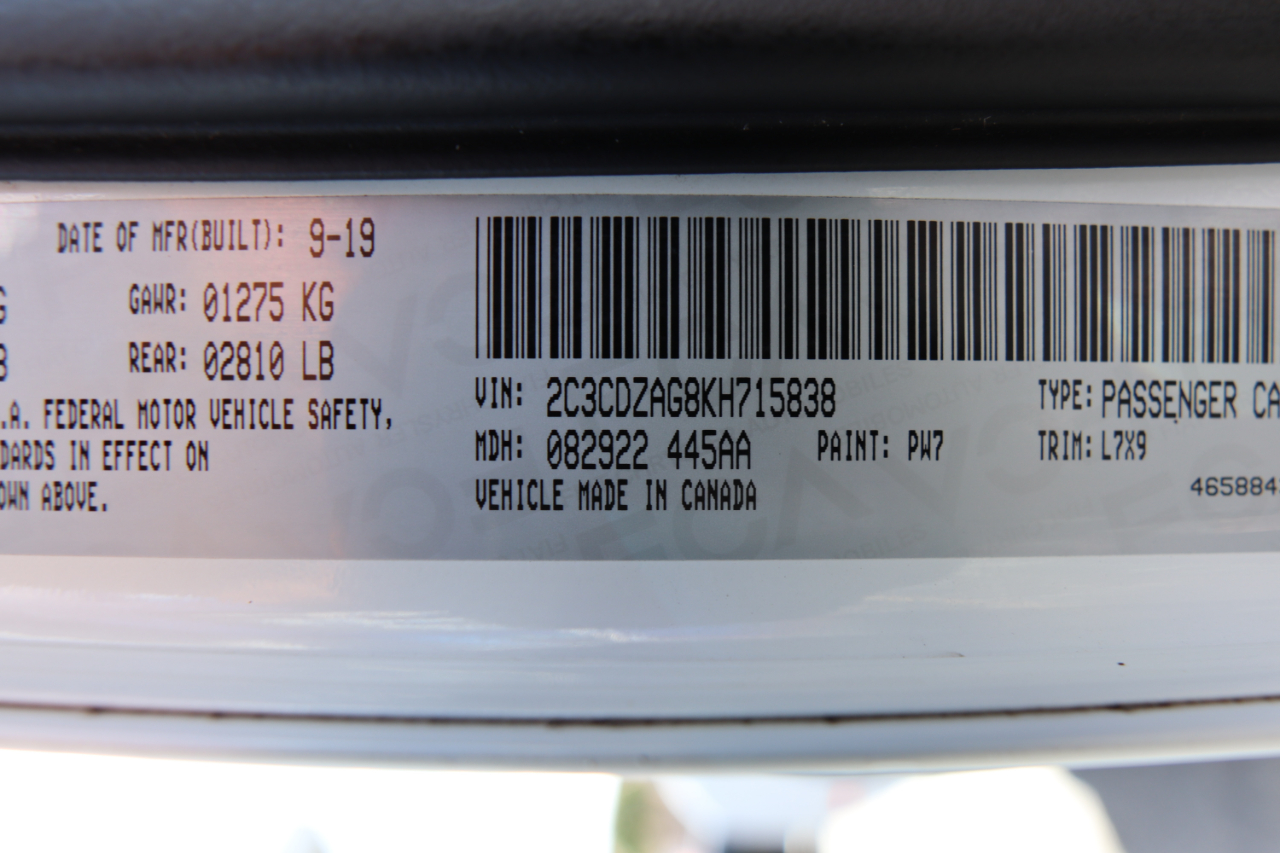 DATE OF MFR(BUILT): 9-19
GAWR: 01275 KG
REAR: 02810 LB
.A. FEDERAL MOTOR VEHICLE SAFETY,
DARDS IN EFFECT ON
OWN ABOVE.
VIN: 2C3CDZAG8KH715838
TYPE: PASSENGER CA
MDH: 082922 445AA
PAINT: PW7
TRIM: L7X9
VEHICLE MADE IN CANADA
465884